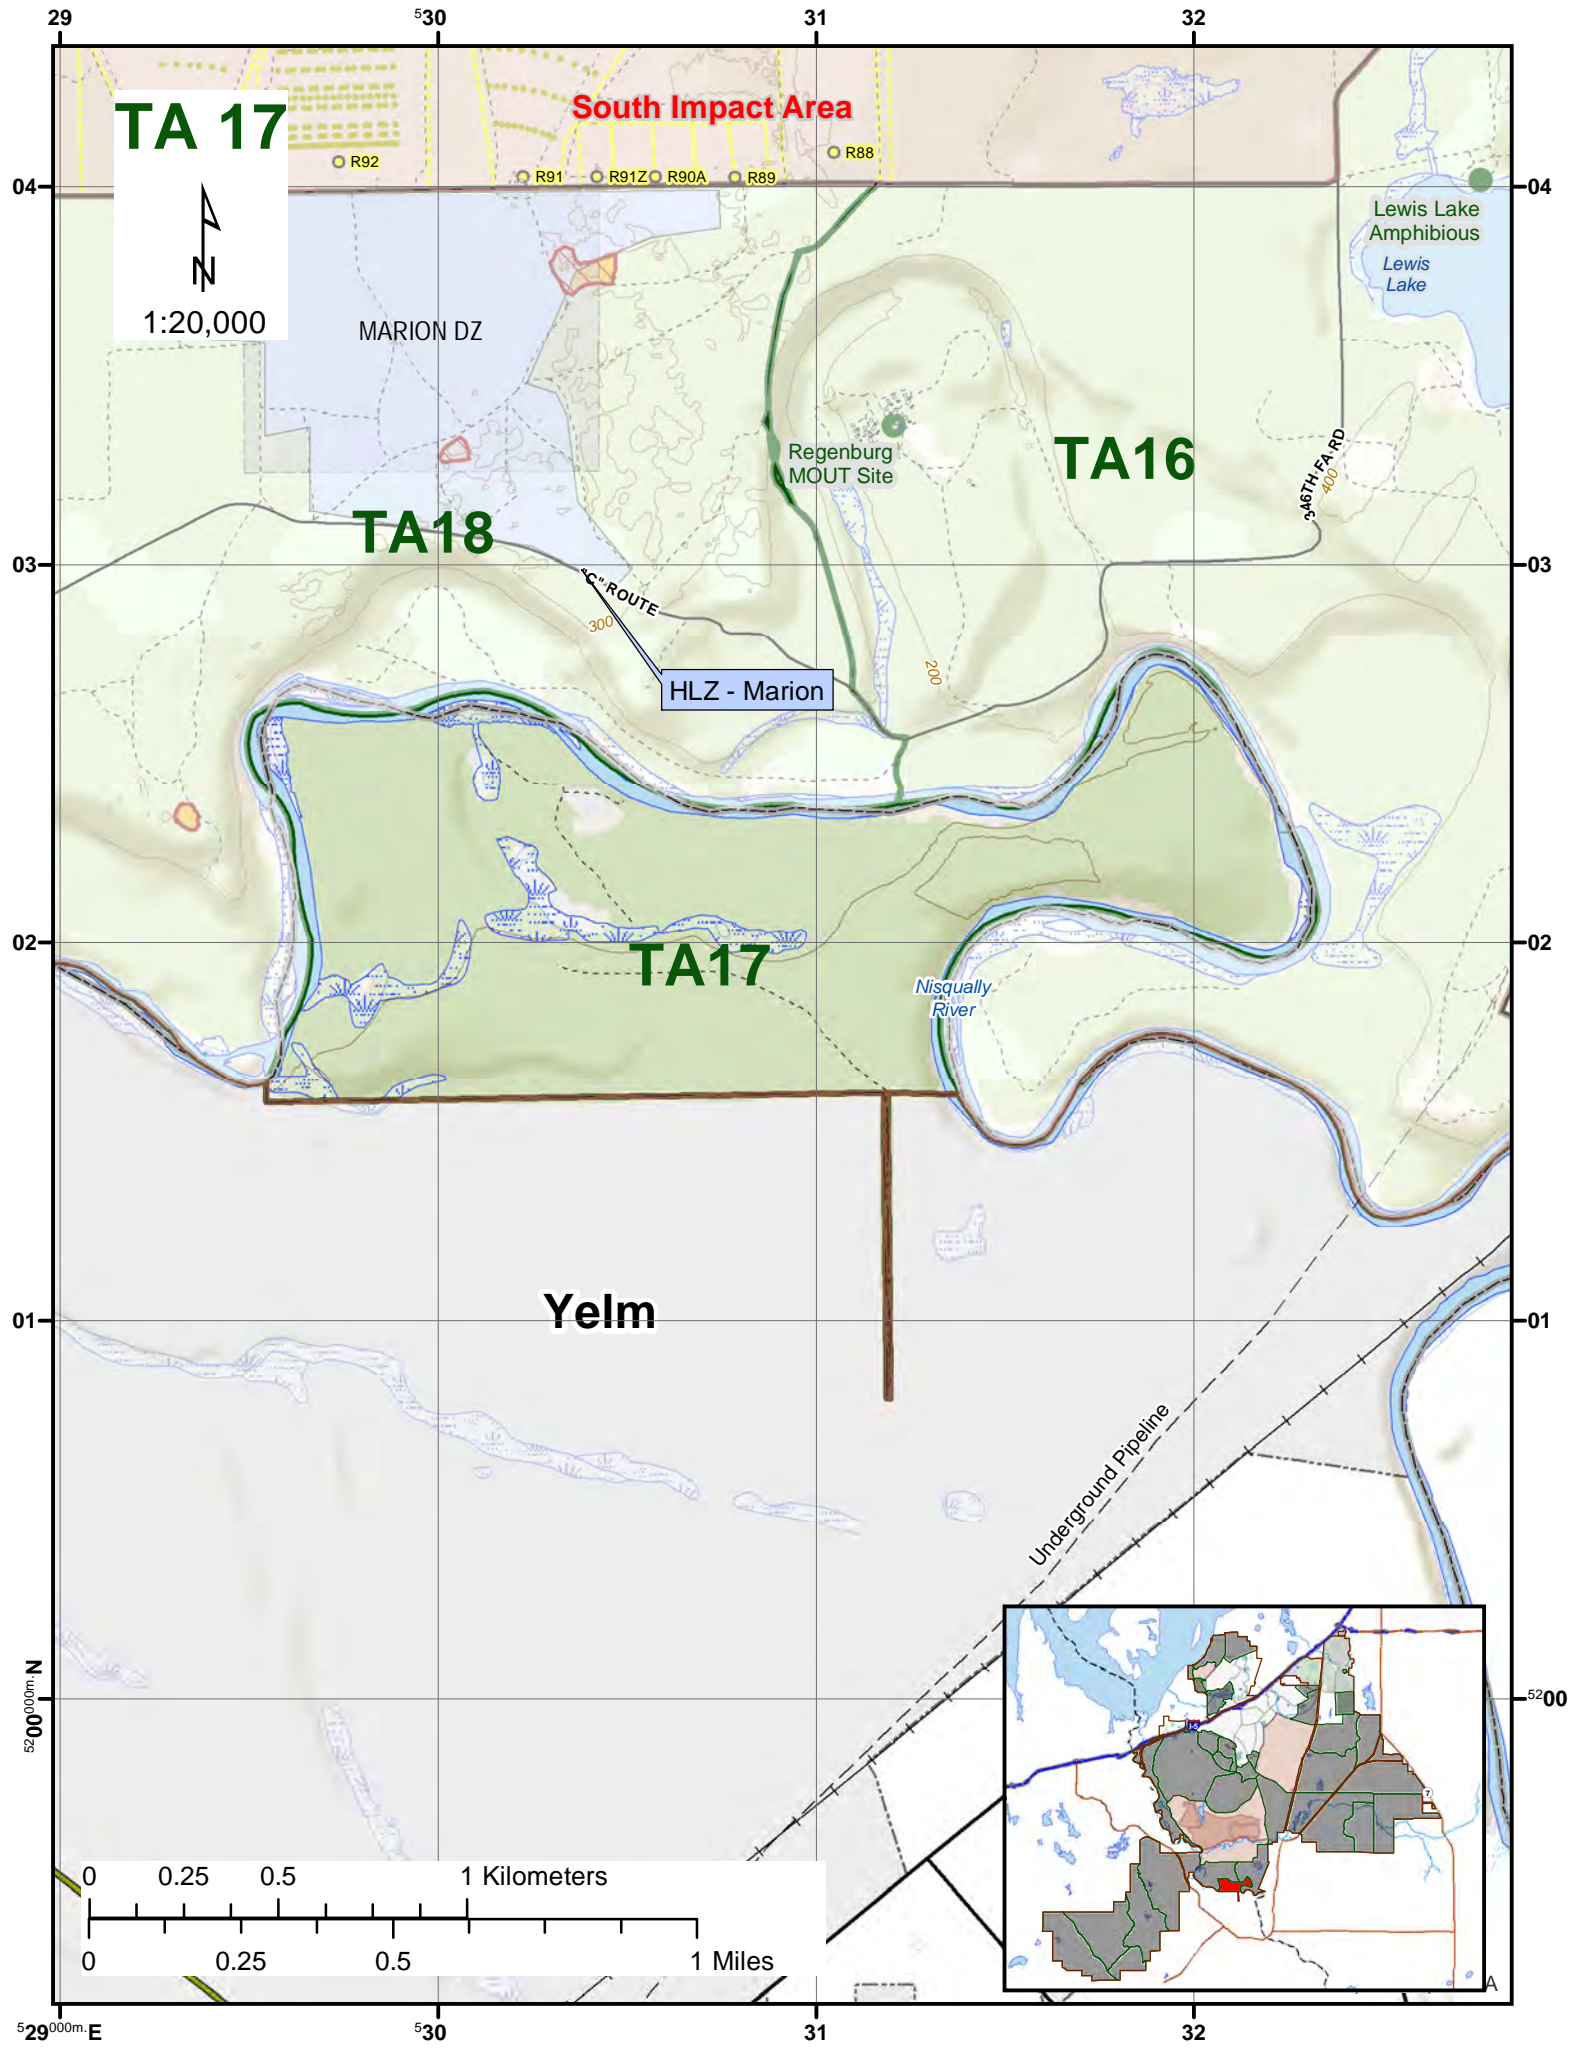 29
530
31
32
TA 17
N
1:20,000
South Impact Area
R92
R91
R91Z
R90A
R89
R88
04
04
Lewis Lake
Amphibious
Lewis
Lake
MARION DZ
Regenburg
MOUT Site
TA16
346TH FA RD
400
TA18
03
03
"C" ROUTE
300
200
HLZ - Marion
02
02
TA17
Nisqually
River
Yelm
01
01
Underground Pipeline
5200000m.N
5200
I-5
7
0 0.25 0.5 1 Kilometers
0 0.25 0.5 1 Miles
A
529000m.E
530
31
32